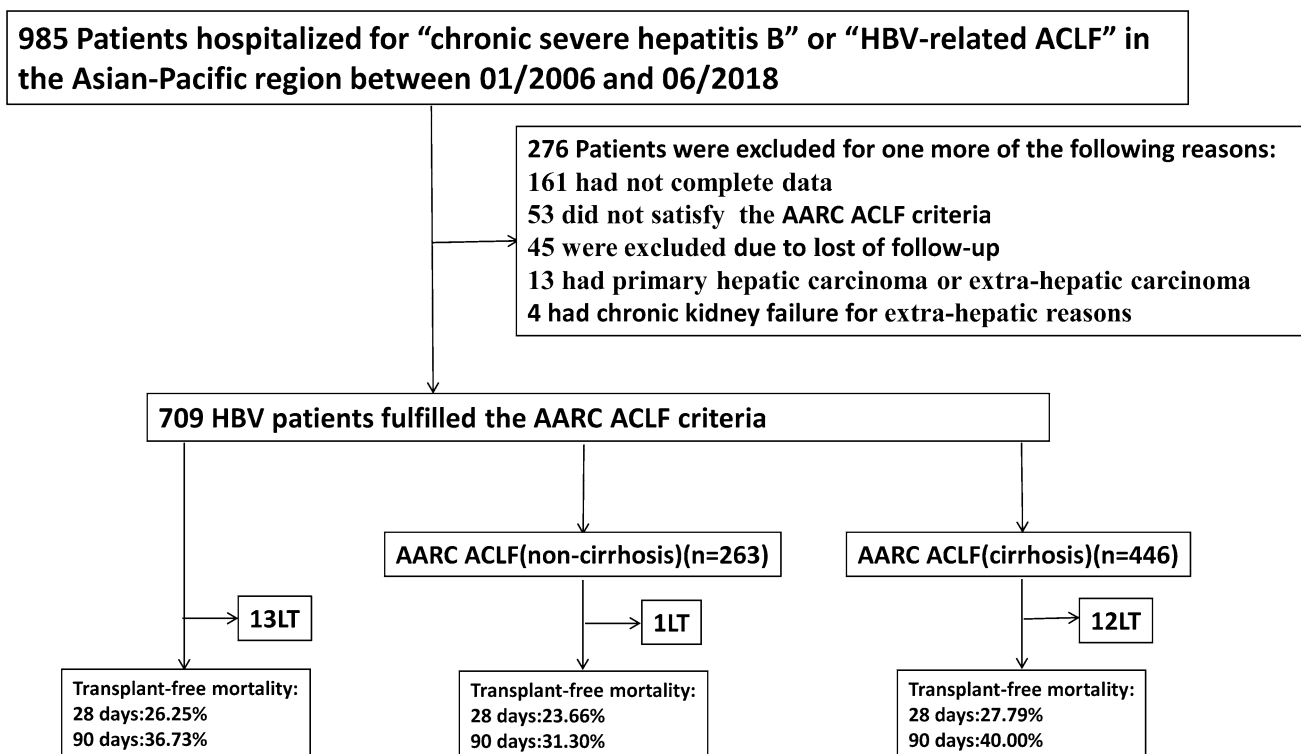 985 Patients hospitalized for “chronic severe hepatitis B” or “HBV-related ACLF” in
the Asian-Pacific region between 01/2006 and 06/2018
276 Patients were excluded for one more of the following reasons:
161 had not complete data
53 did not satisfy the AARC ACLF criteria
45 were excluded due to lost of follow-up
13 had primary hepatic carcinoma or extra-hepatic carcinoma
4 had chronic kidney failure for extra-hepatic reasons
709 HBV patients fulfilled the AARC ACLF criteria
AARC ACLF(non-cirrhosis)(n=263)
AARC ACLF(cirrhosis)(n=446)
13LT
1LT
12LT
Transplant-free mortality:
28 days:26.25%
90 days:36.73%
Transplant-free mortality:
28 days:23.66%
90 days:31.30%
Transplant-free mortality:
28 days:27.79%
90 days:40.00%